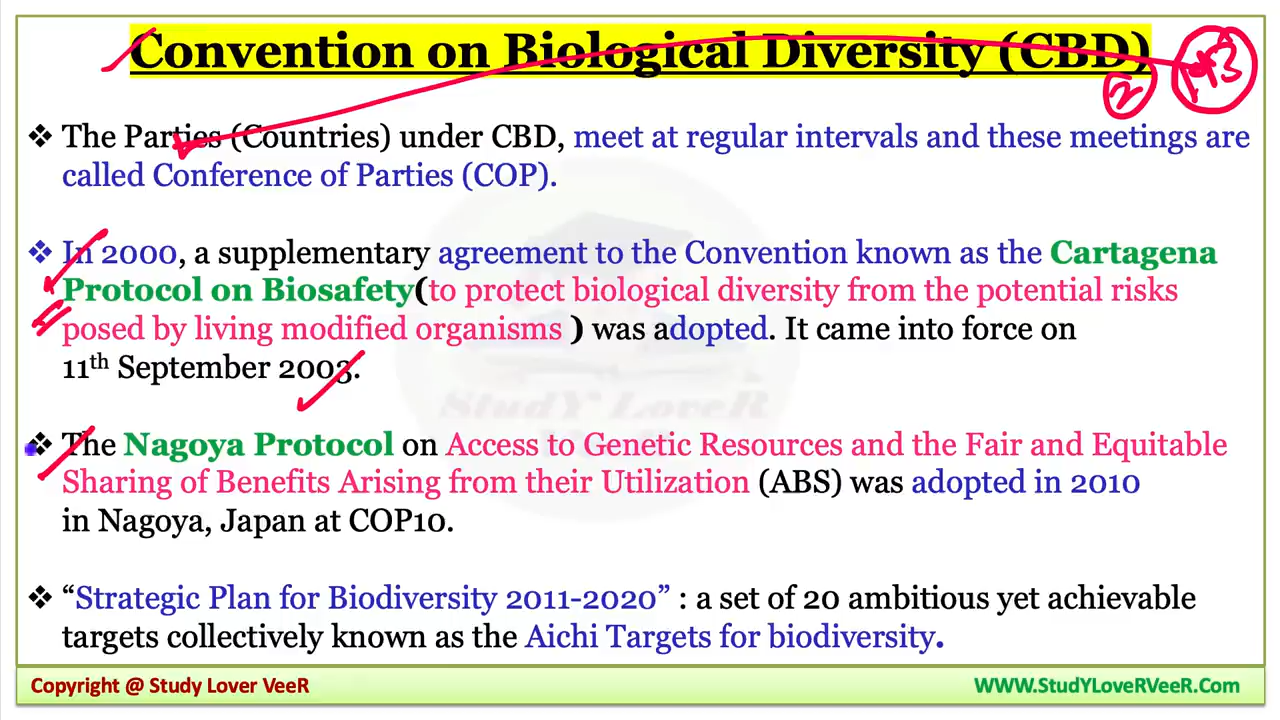 Convention on Biological Diversity (CBD)
2
❖ The Parties (Countries) under CBD, meet at regular intervals and these meetings are
called Conference of Parties (COP).
❖ In 2000, a supplementary agreement to the Convention known as the Cartagena
Protocol on Biosafety(to protect biological diversity from the potential risks
posed by living modified organisms ) was adopted. It came into force on
11th September 2003.
❖ The Nagoya Protocol on Access to Genetic Resources and the Fair and Equitable
Sharing of Benefits Arising from their Utilization (ABS) was adopted in 2010
in Nagoya, Japan at COP10.
❖ “Strategic Plan for Biodiversity 2011-2020” : a set of 20 ambitious yet achievable
targets collectively known as the Aichi Targets for biodiversity.
StudY LoveR
Copyright @ Study Lover VeeR
WWW.StudYLoveRVeeR.Com